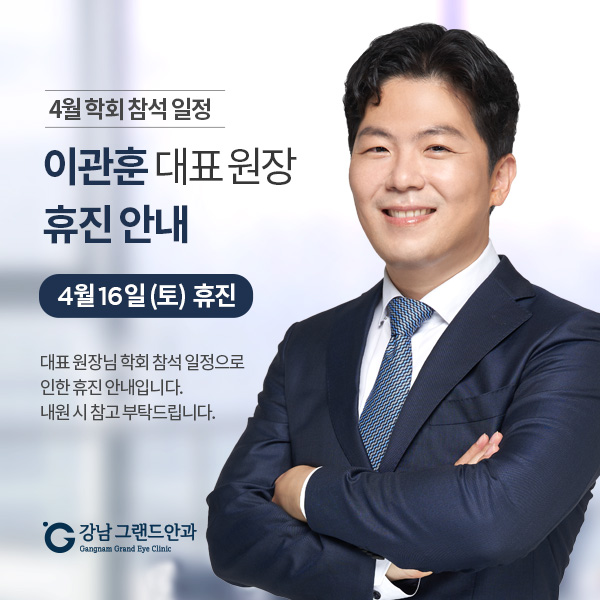 4월 학회 참석 일정
이관훈 대표 원장
휴진 안내
4월 16일 (토) 휴진
대표 원장님 학회 참석 일정으로
인한 휴진 안내입니다.
내원 시 참고 부탁드립니다.
강남 그랜드안과
Gangnam Grand Eye Clinic